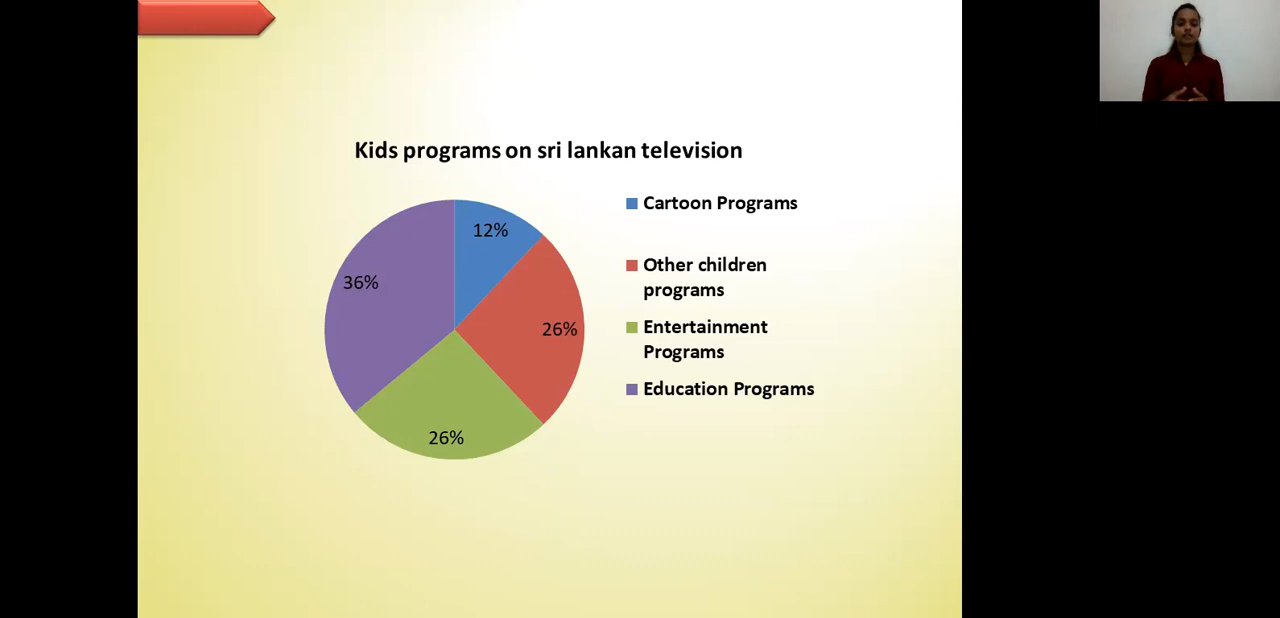 Kids programs on sri lankan television
12%
26%
26%
36%
Cartoon Programs
Other children
programs
Entertainment
Programs
Education Programs